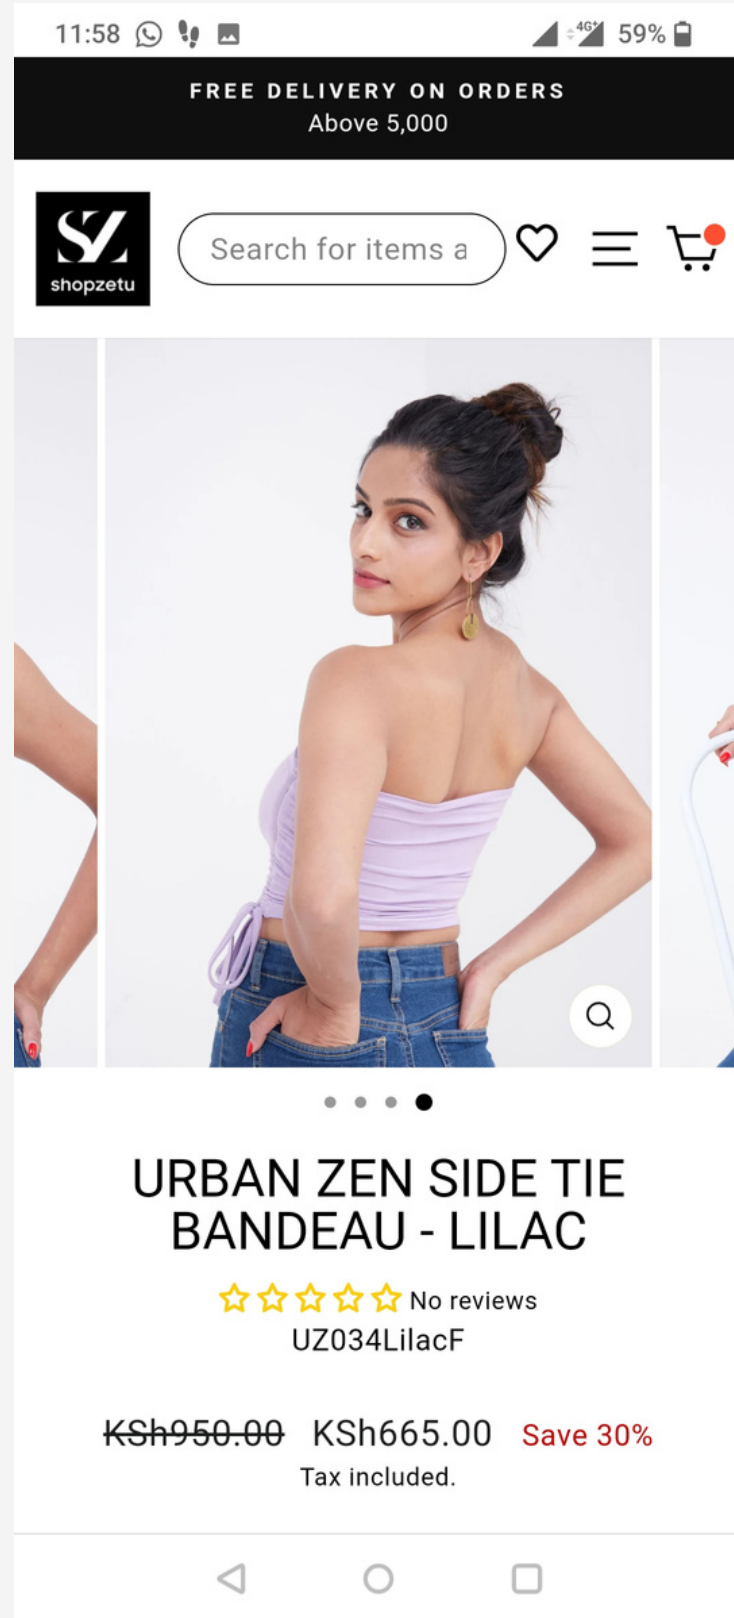 11:58
4G+
59%
FREE DELIVERY ON ORDERS
Above 5,000
SZ
shopzetu
Search for items a
URBAN ZEN SIDE TIE
BANDEAU - LILAC
No reviews
UZ034LilacF
KSh950.00 KSh665.00 Save 30%
Tax included.